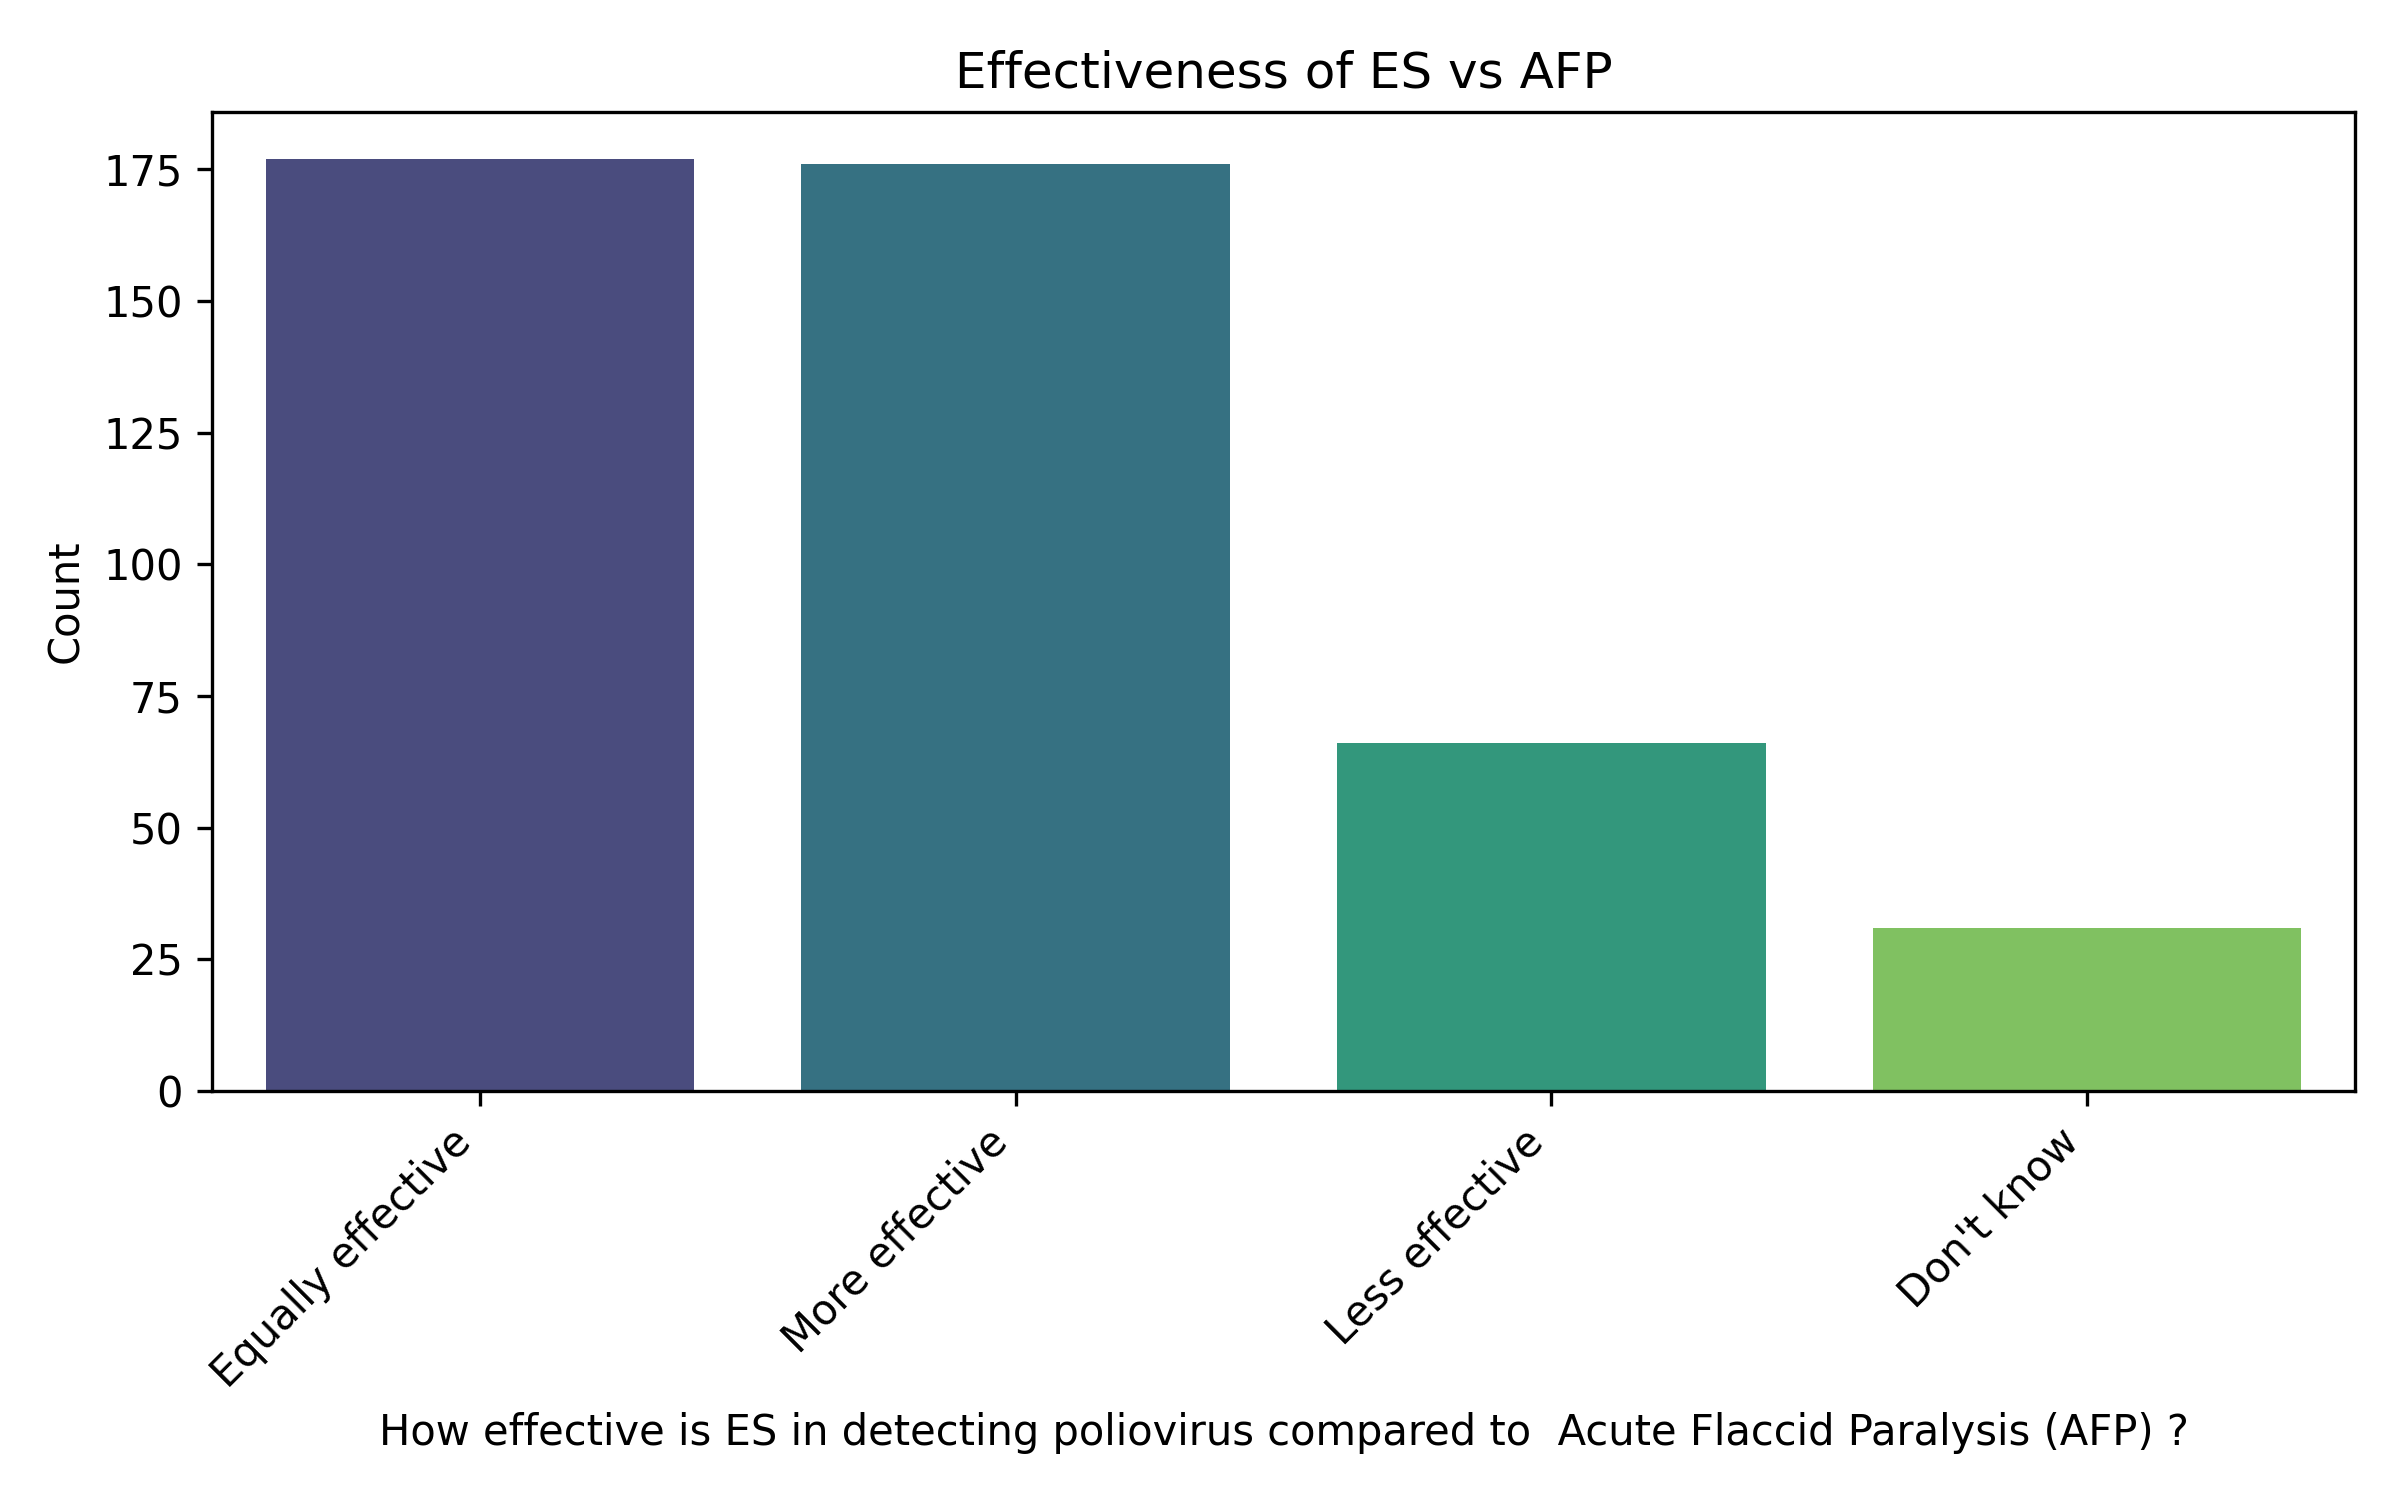 Effectiveness of ES vs AFP
175
150
125
100
75
50
25
0
Count
Equally effective
More effective
Less effective
Don't know
How effective is ES in detecting poliovirus compared to  Acute Flaccid Paralysis (AFP) ?